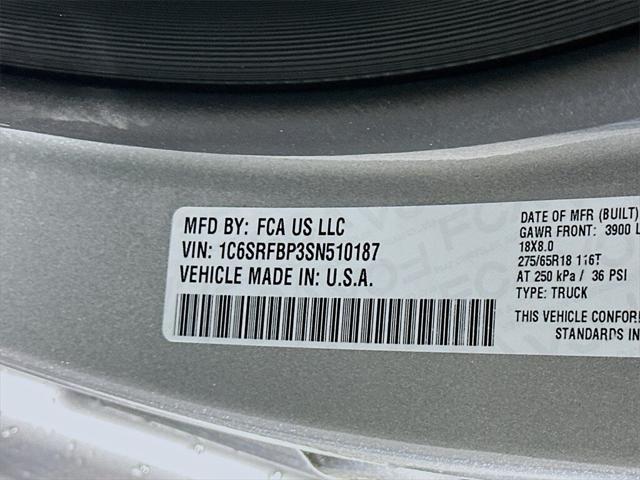 MFD BY: FCA US LLC
VIN: 1C6SRFBP3SN510187
VEHICLE MADE IN: U.S.A.
DATE OF MFR (BUILT)
GAWR FRONT: 3900 L
18X8.0
275/65R18 116T
AT 250 kPa / 36 PSI
TYPE: TRUCK
THIS VEHICLE CONFOR
STANDARDS IN